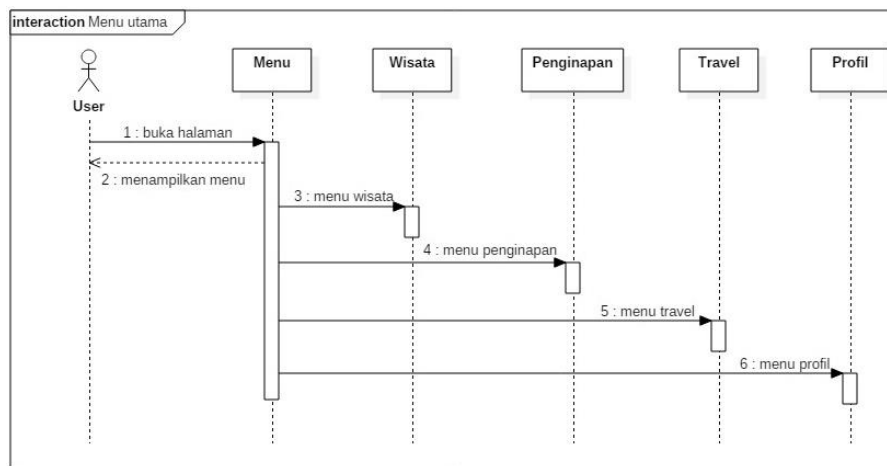 interaction Menu utama
User
Menu
Wisata
Penginapan
Travel
Profil
1 : buka halaman
2 : menampilkan menu
3 : menu wisata
4 : menu penginapan
5 : menu travel
6 : menu profil